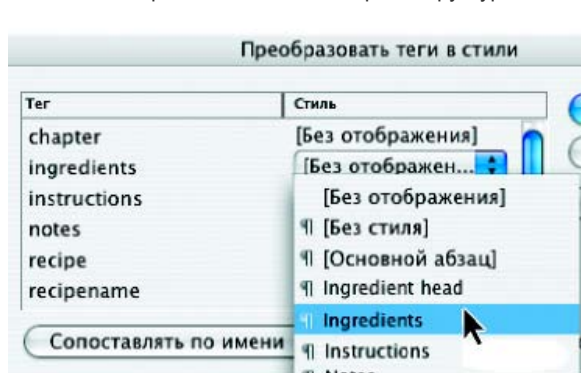 Преобразовать теги в стили
Тег Стиль
chapter [Без отображения]
ingredients [Без отображен...
instructions [Без отображения]
notes ¶ [Без стиля]
recipe ¶ [Основной абзац]
recipename ¶ Ingredient head
¶ Ingredients
Сопоставлять по имени ¶ Instructions